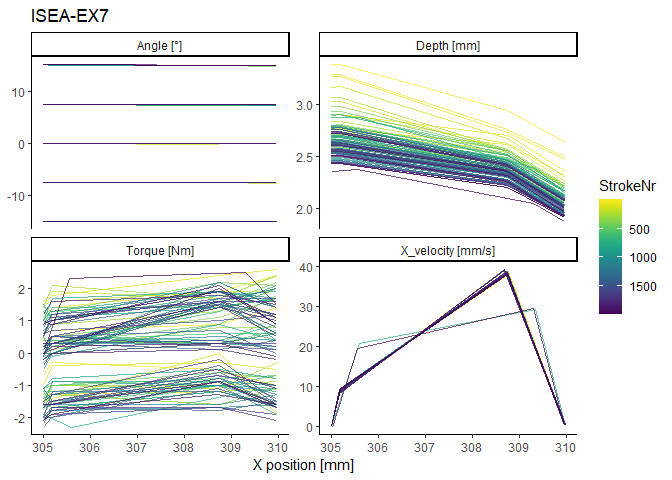 ISEA-EX7
Angle [°]
Depth [mm]
10
0
-10
3.0
2.5
2.0
Torque [Nm]
X_velocity [mm/s]
2
1
0
-1
-2
40
30
20
10
0
305 306 307 308 309 310
305 306 307 308 309 310
X position [mm]
StrokeNr
500
1000
1500